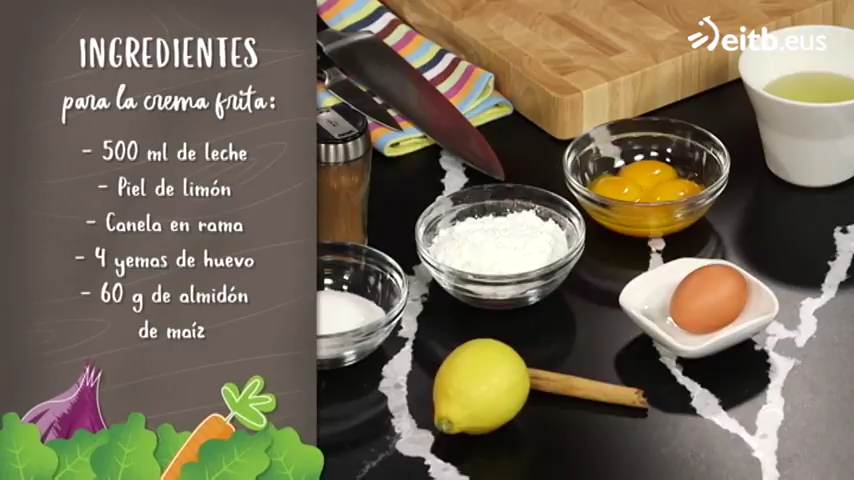 eitb.eus
INGREDIENTES
para la crema frita:
- 500 ml de leche
- Piel de limón
- Canela en rama
- 4 yemas de huevo
- 60 g de almidón
de maíz